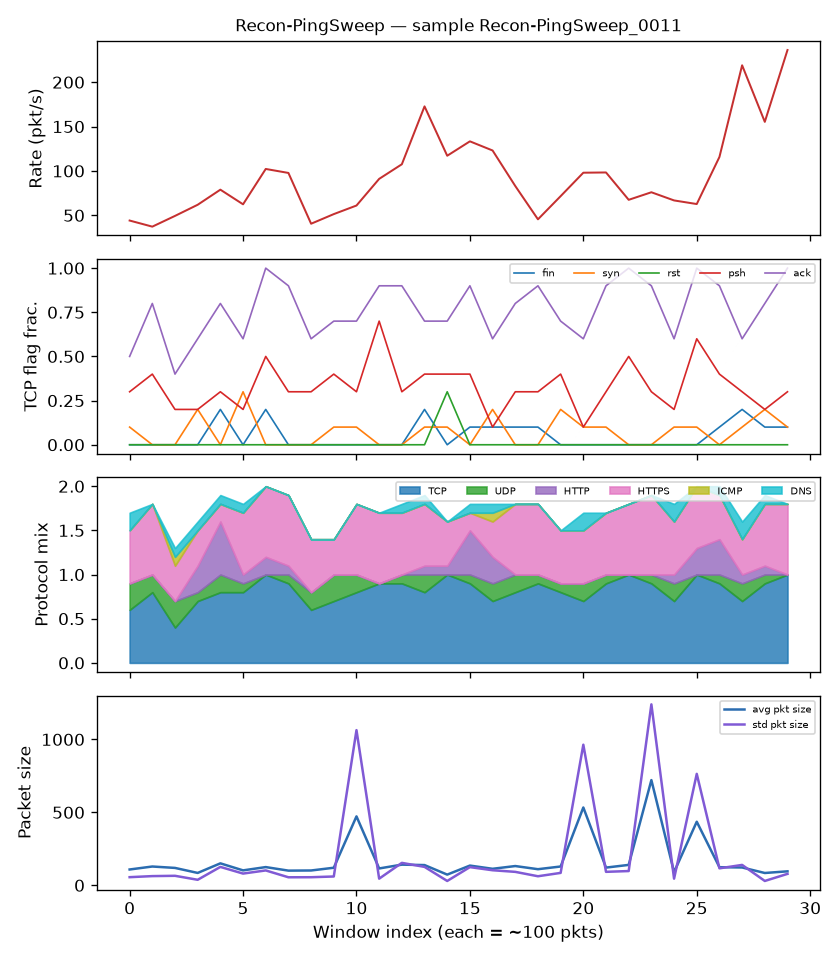 Recon-PingSweep — sample Recon-PingSweep_0011
Rate (pkt/s)
200
150
100
50
TCP flag frac.
1.00
0.75
0.50
0.25
0.00
fin syn rst psh ack
Protocol mix
2.0
1.5
1.0
0.5
0.0
TCP UDP HTTP HTTPS ICMP DNS
Packet size
1000
500
0
avg pkt size
std pkt size
0 5 10 15 20 25 30
Window index (each = ~100 pkts)